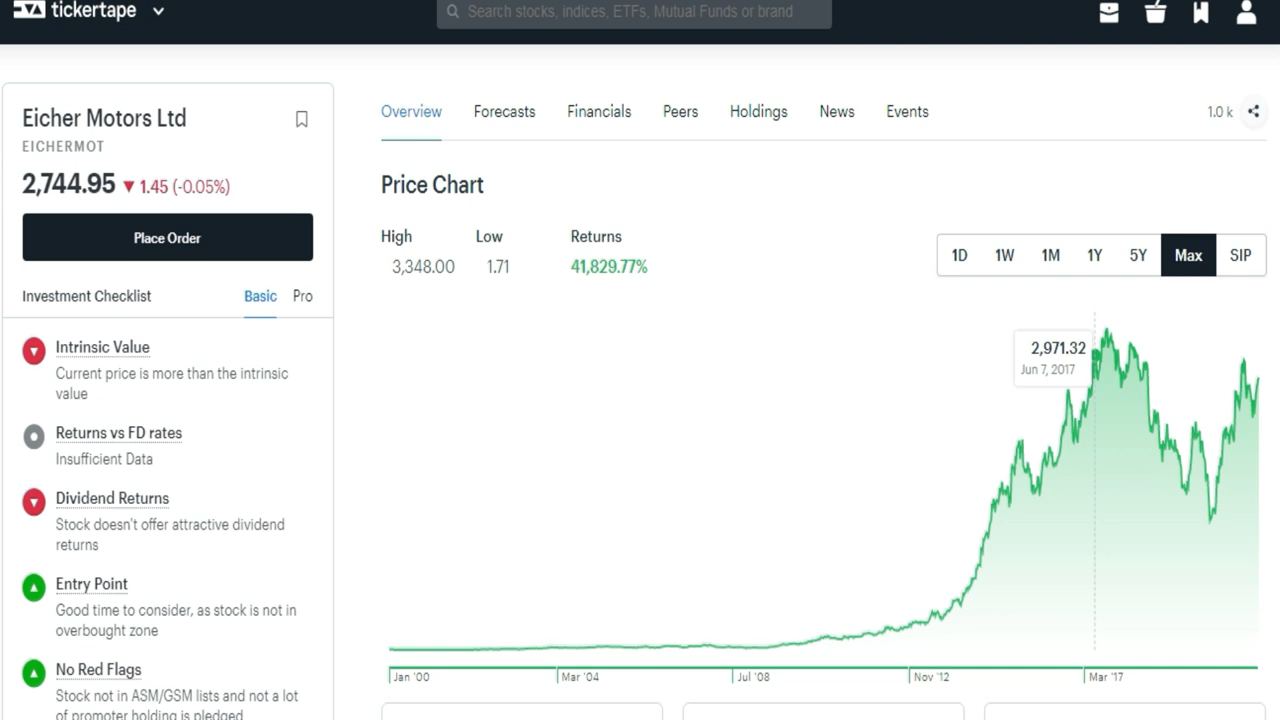 tickertape
Search stocks, indices, ETFs, Mutual Funds or brand
Eicher Motors Ltd
EICHERMOT
2,744.95 ▼ 1.45 (-0.05%)
Place Order
Investment Checklist Basic Pro
Intrinsic Value
Current price is more than the intrinsic
value
Returns vs FD rates
Insufficient Data
Dividend Returns
Stock doesn't offer attractive dividend
returns
Entry Point
Good time to consider, as stock is not in
overbought zone
No Red Flags
Stock not in ASM/GSM lists and not a lot
of promoter holding is pledged
Overview Forecasts Financials Peers Holdings News Events
1.0 k
Price Chart
High Low Returns
3,348.00 1.71 41,829.77%
1D 1W 1M 1Y 5Y Max SIP
2,971.32
Jun 7, 2017
Jan '00 Mar '04 Jul '08 Nov '12 Mar '17